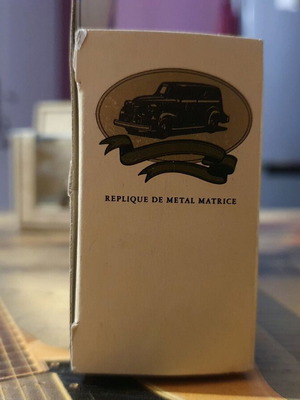 REPLIQUE DE METAL MATRICE